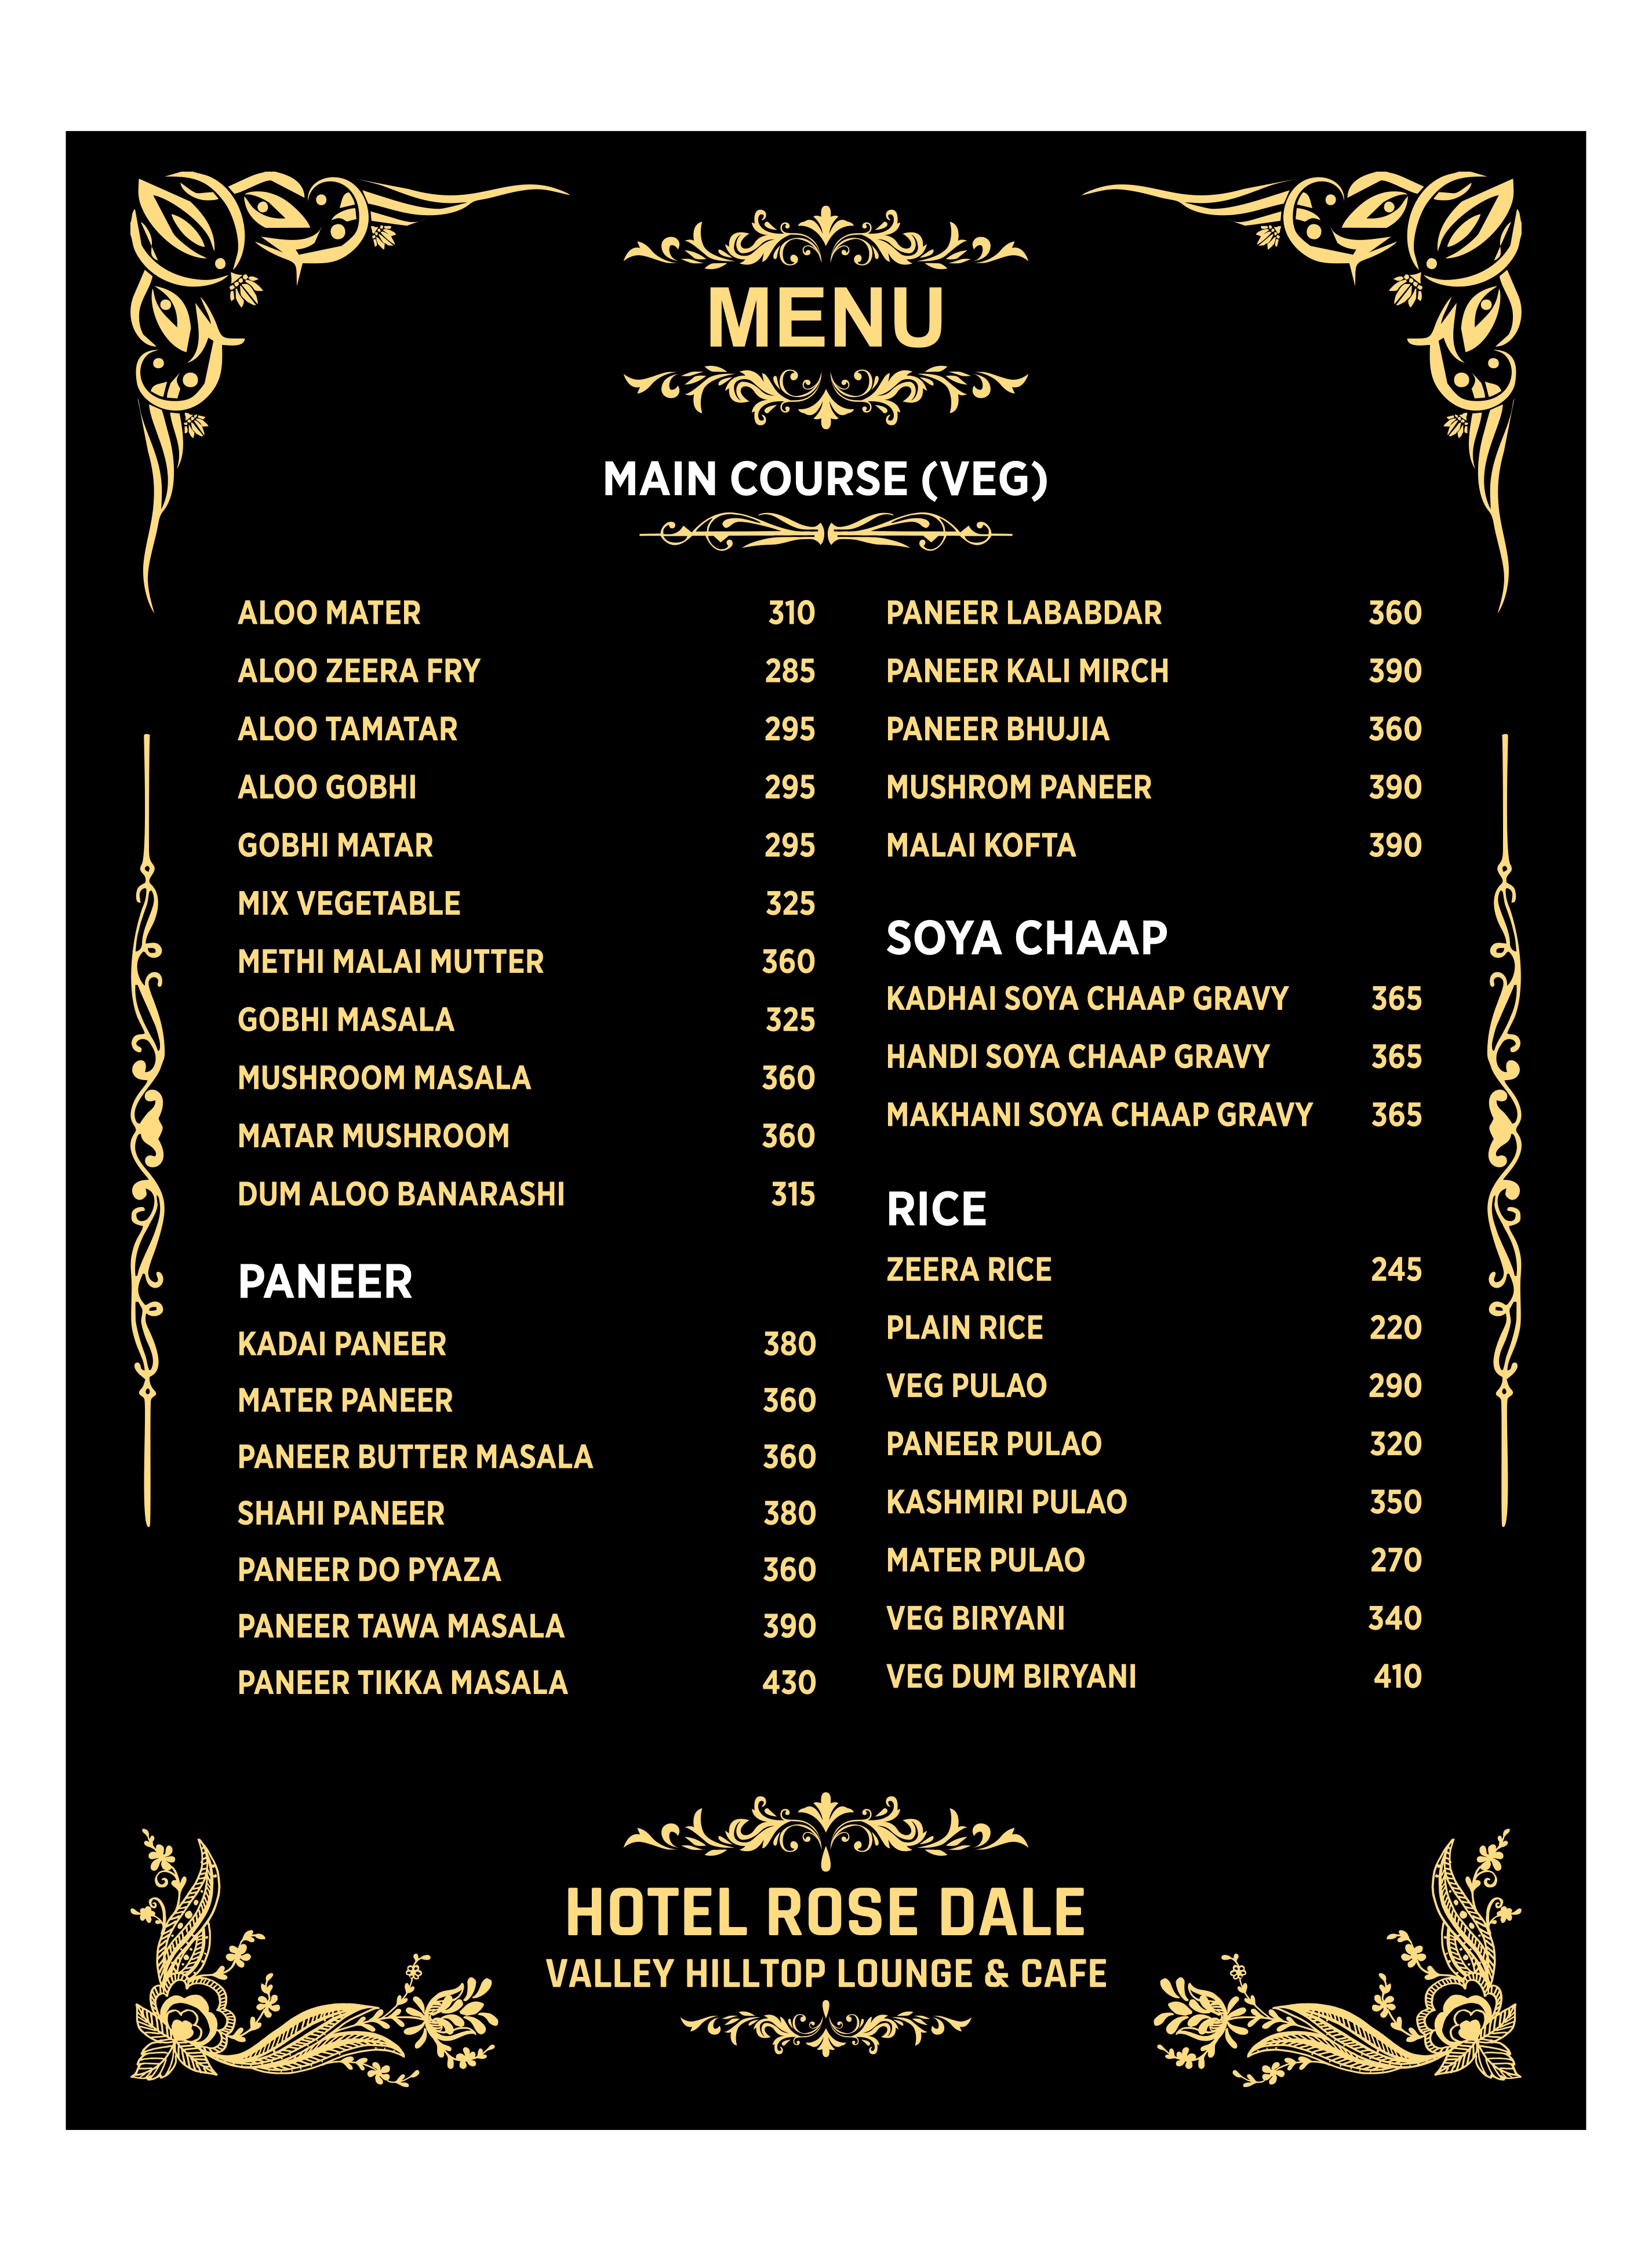 MENU
MAIN COURSE (VEG)
ALOO MATER 310
ALOO ZEERA FRY 285
ALOO TAMATAR 295
ALOO GOBHI 295
GOBHI MATAR 295
MIX VEGETABLE 325
METHI MALAI MUTTER 360
GOBHI MASALA 325
MUSHROOM MASALA 360
MATAR MUSHROOM 360
DUM ALOO BANARASHI 315
PANEER
KADAI PANEER 380
MATER PANEER 360
PANEER BUTTER MASALA 360
SHAHI PANEER 380
PANEER DO PYAZA 360
PANEER TAWA MASALA 390
PANEER TIKKA MASALA 430
PANEER LABABDAR 360
PANEER KALI MIRCH 390
PANEER BHUJIA 360
MUSHROM PANEER 390
MALAI KOFTA 390
SOYA CHAAP
KADHAI SOYA CHAAP GRAVY 365
HANDI SOYA CHAAP GRAVY 365
MAKHANI SOYA CHAAP GRAVY 365
RICE
ZEERA RICE 245
PLAIN RICE 220
VEG PULAO 290
PANEER PULAO 320
KASHMIRI PULAO 350
MATER PULAO 270
VEG BIRYANI 340
VEG DUM BIRYANI 410
HOTEL ROSE DALE
VALLEY HILLTOP LOUNGE & CAFE